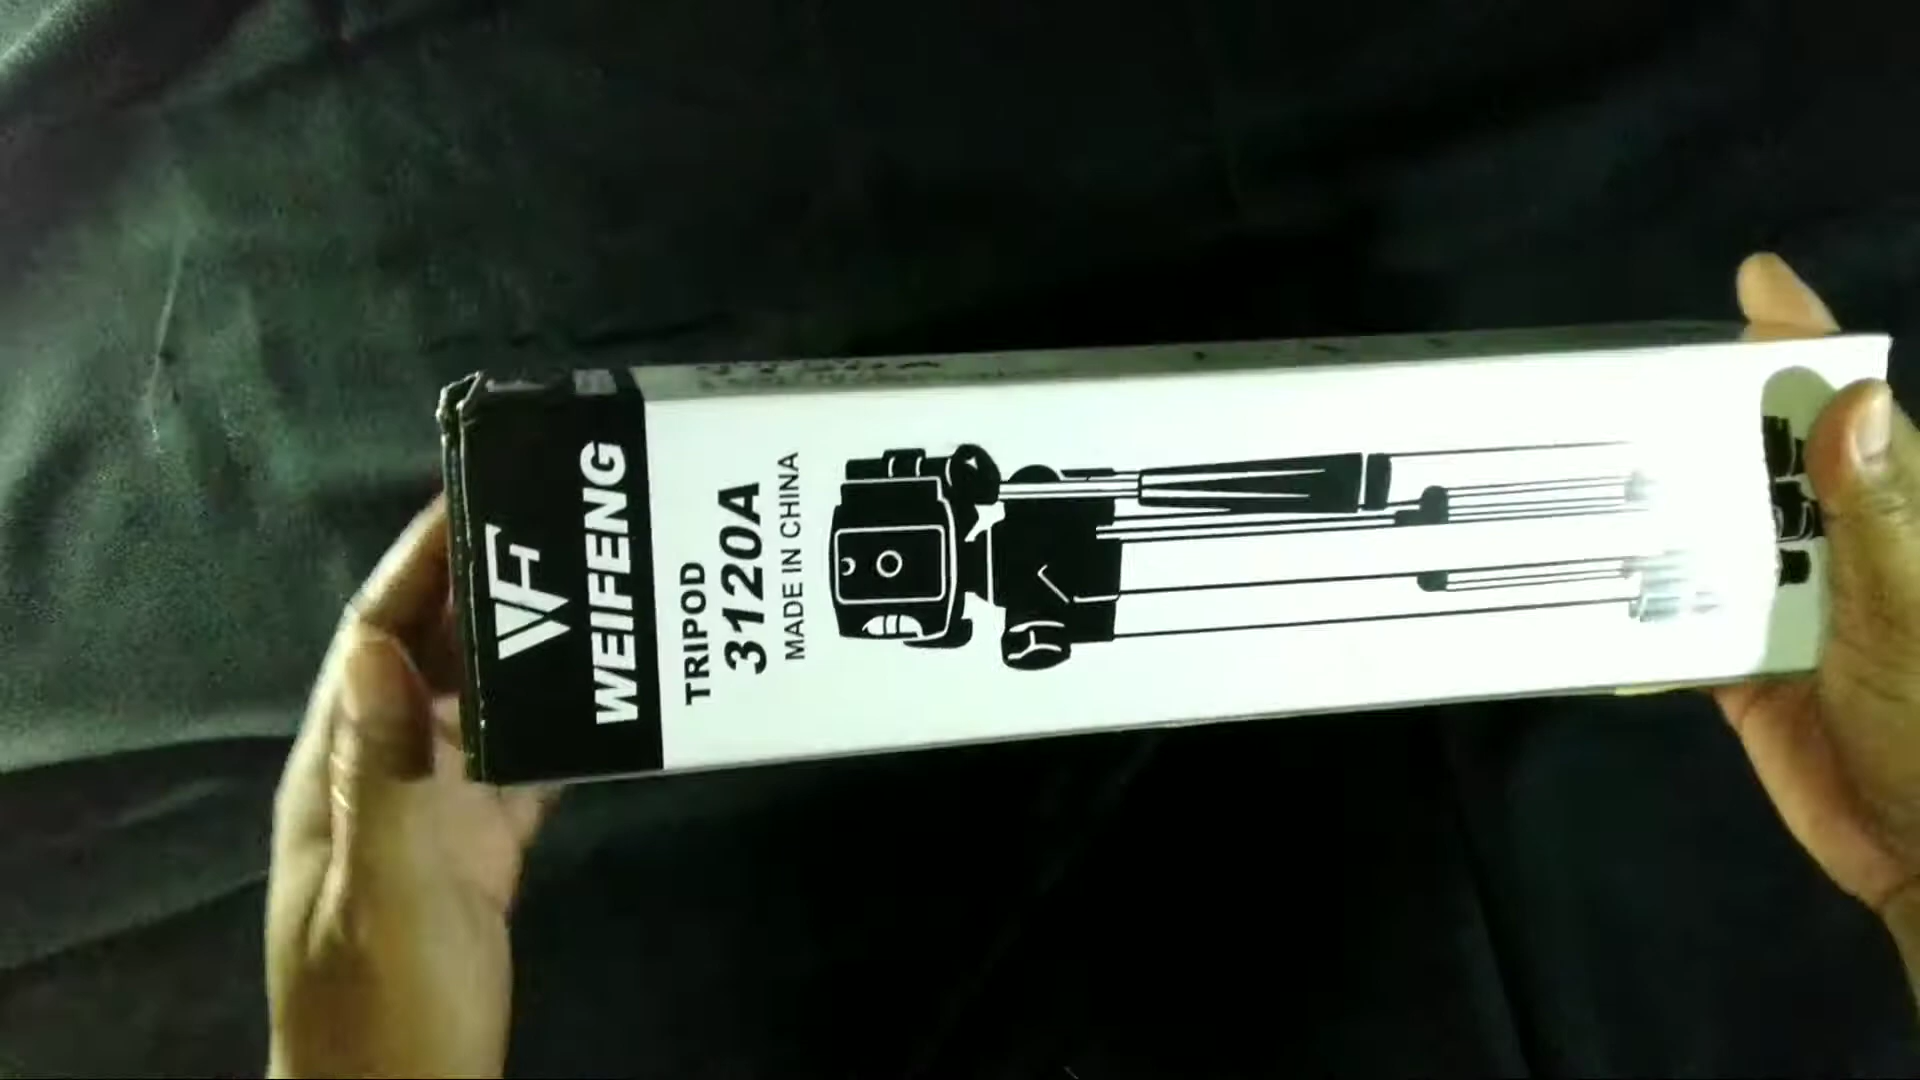 WF
WEIFENG
TRIPOD
3120A
MADE IN CHINA